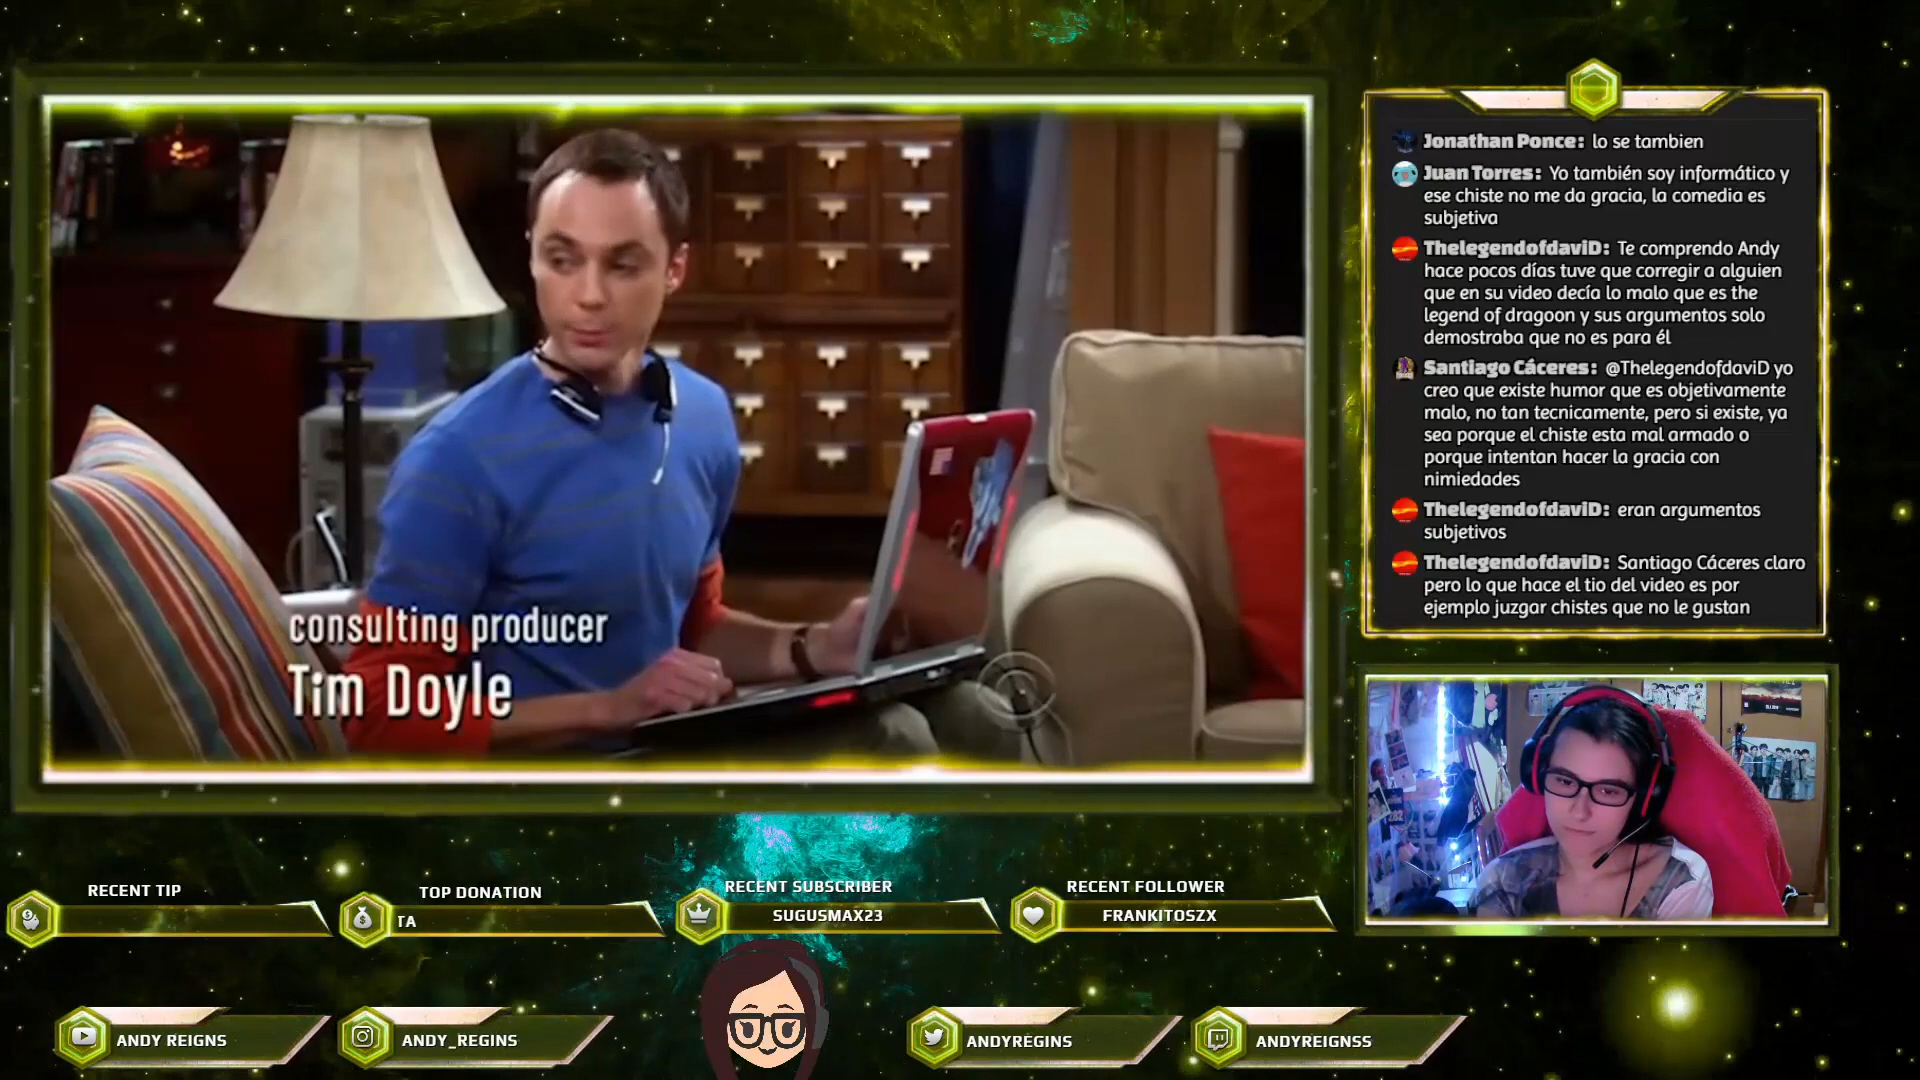 consulting producer
Tim Doyle
Jonathan Ponce: lo se tambien
Juan Torres: Yo también soy informático y
ese chiste no me da gracia, la comedia es
subjetiva
ThelegendofdaviD: Te comprendo Andy
hace pocos días tuve que corregir a alguien
que en su video decía lo malo que es the
legend of dragoon y sus argumentos solo
demostraba que no es para él
Santiago Cáceres: @ThelegendofdaviD yo
creo que existe humor que es objetivamente
malo, no tan tecnicamente, pero si existe, ya
sea porque el chiste esta mal armado o
porque intentan hacer la gracia con
nimiedades
ThelegendofdaviD: eran argumentos
subjetivos
ThelegendofdaviD: Santiago Cáceres claro
pero lo que hace el tio del video es por
ejemplo juzgar chistes que no le gustan
RECENT TIP
TOP DONATION
TA
RECENT SUBSCRIBER
SUGUSMAX23
RECENT FOLLOWER
FRANKITOSZX
ANDY REIGNS
ANDY_REGINS
ANDYREGINS
ANDYREIGNSS